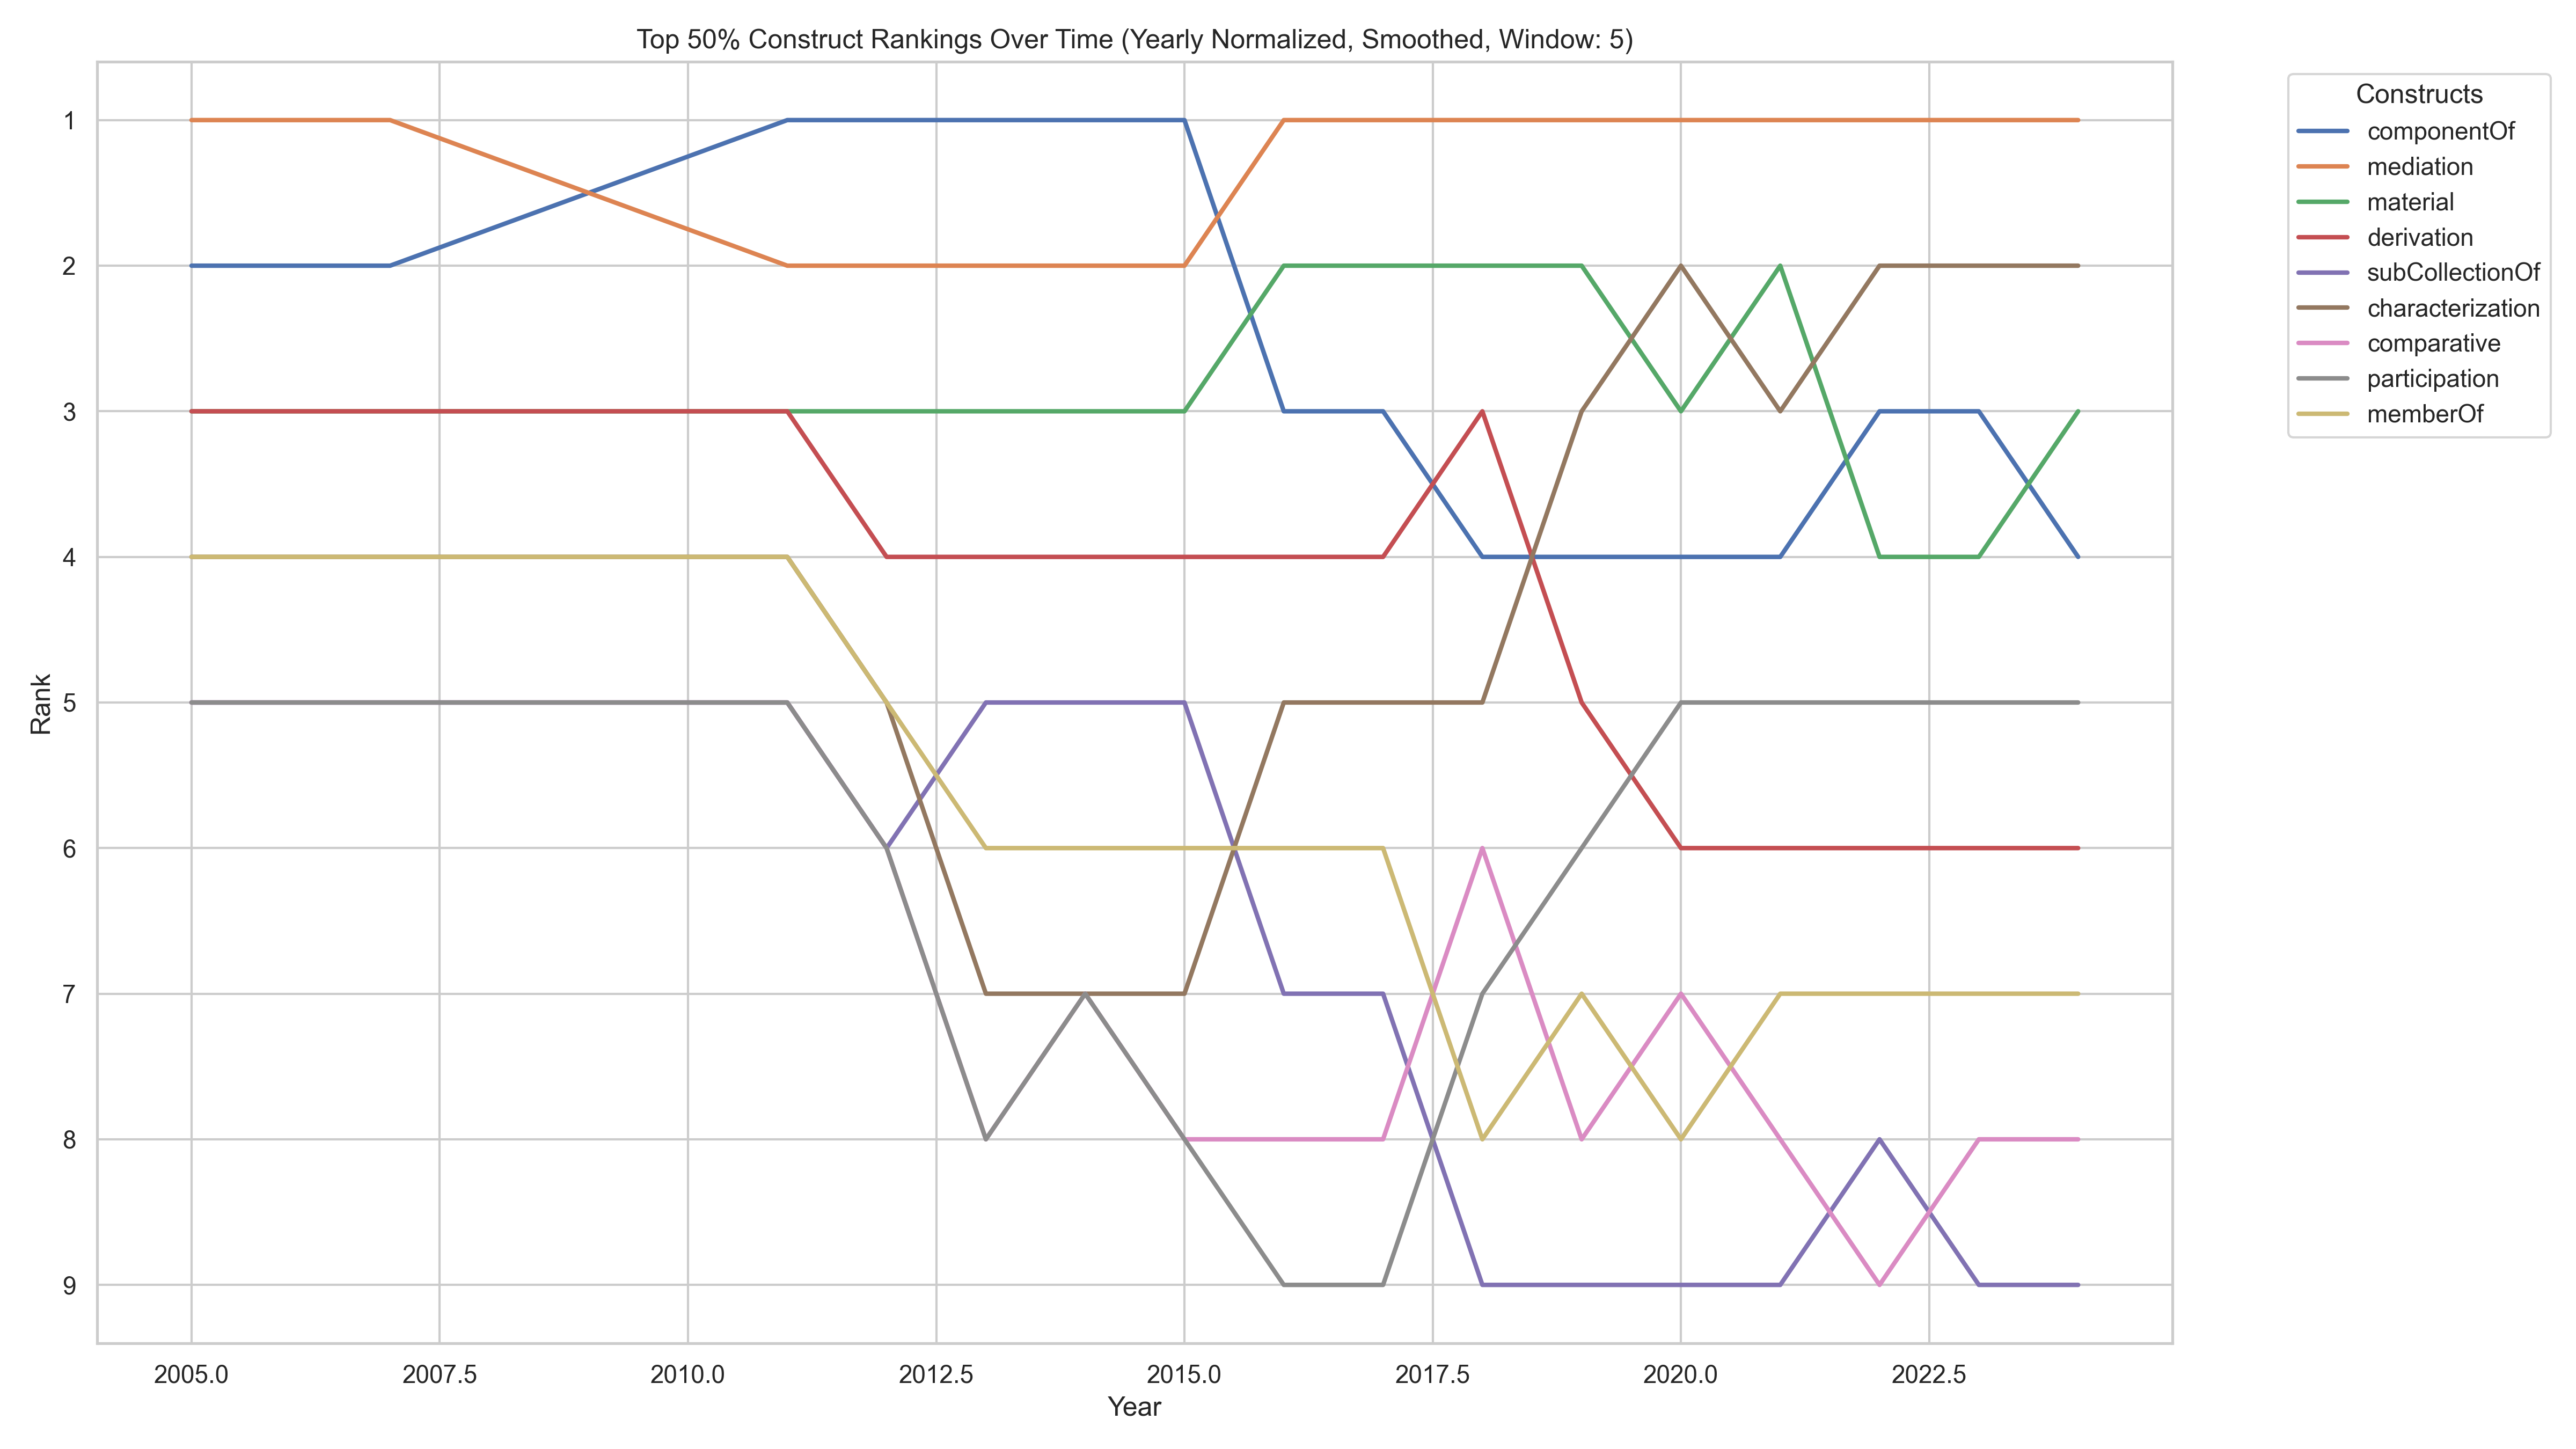 Top 50% Construct Rankings Over Time (Yearly Normalized, Smoothed, Window: 5)
Rank
1
2
3
4
5
6
7
8
9
2005.0
2007.5
2010.0
2012.5
2015.0
2017.5
2020.0
2022.5
Year
Constructs
componentOf
mediation
material
derivation
subCollectionOf
characterization
comparative
participation
memberOf